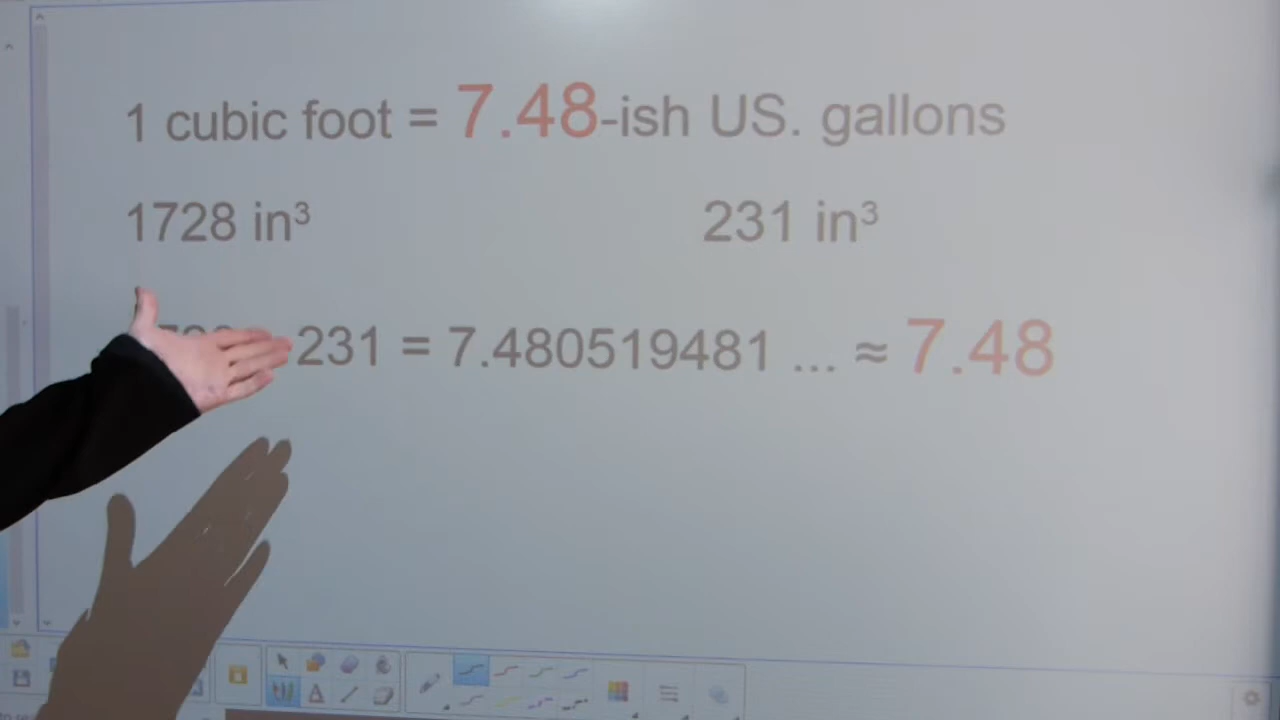 1 cubic foot = 7.48-ish US. gallons
1728 in³ 231 in³
231 = 7.480519481 ... ≈ 7.48